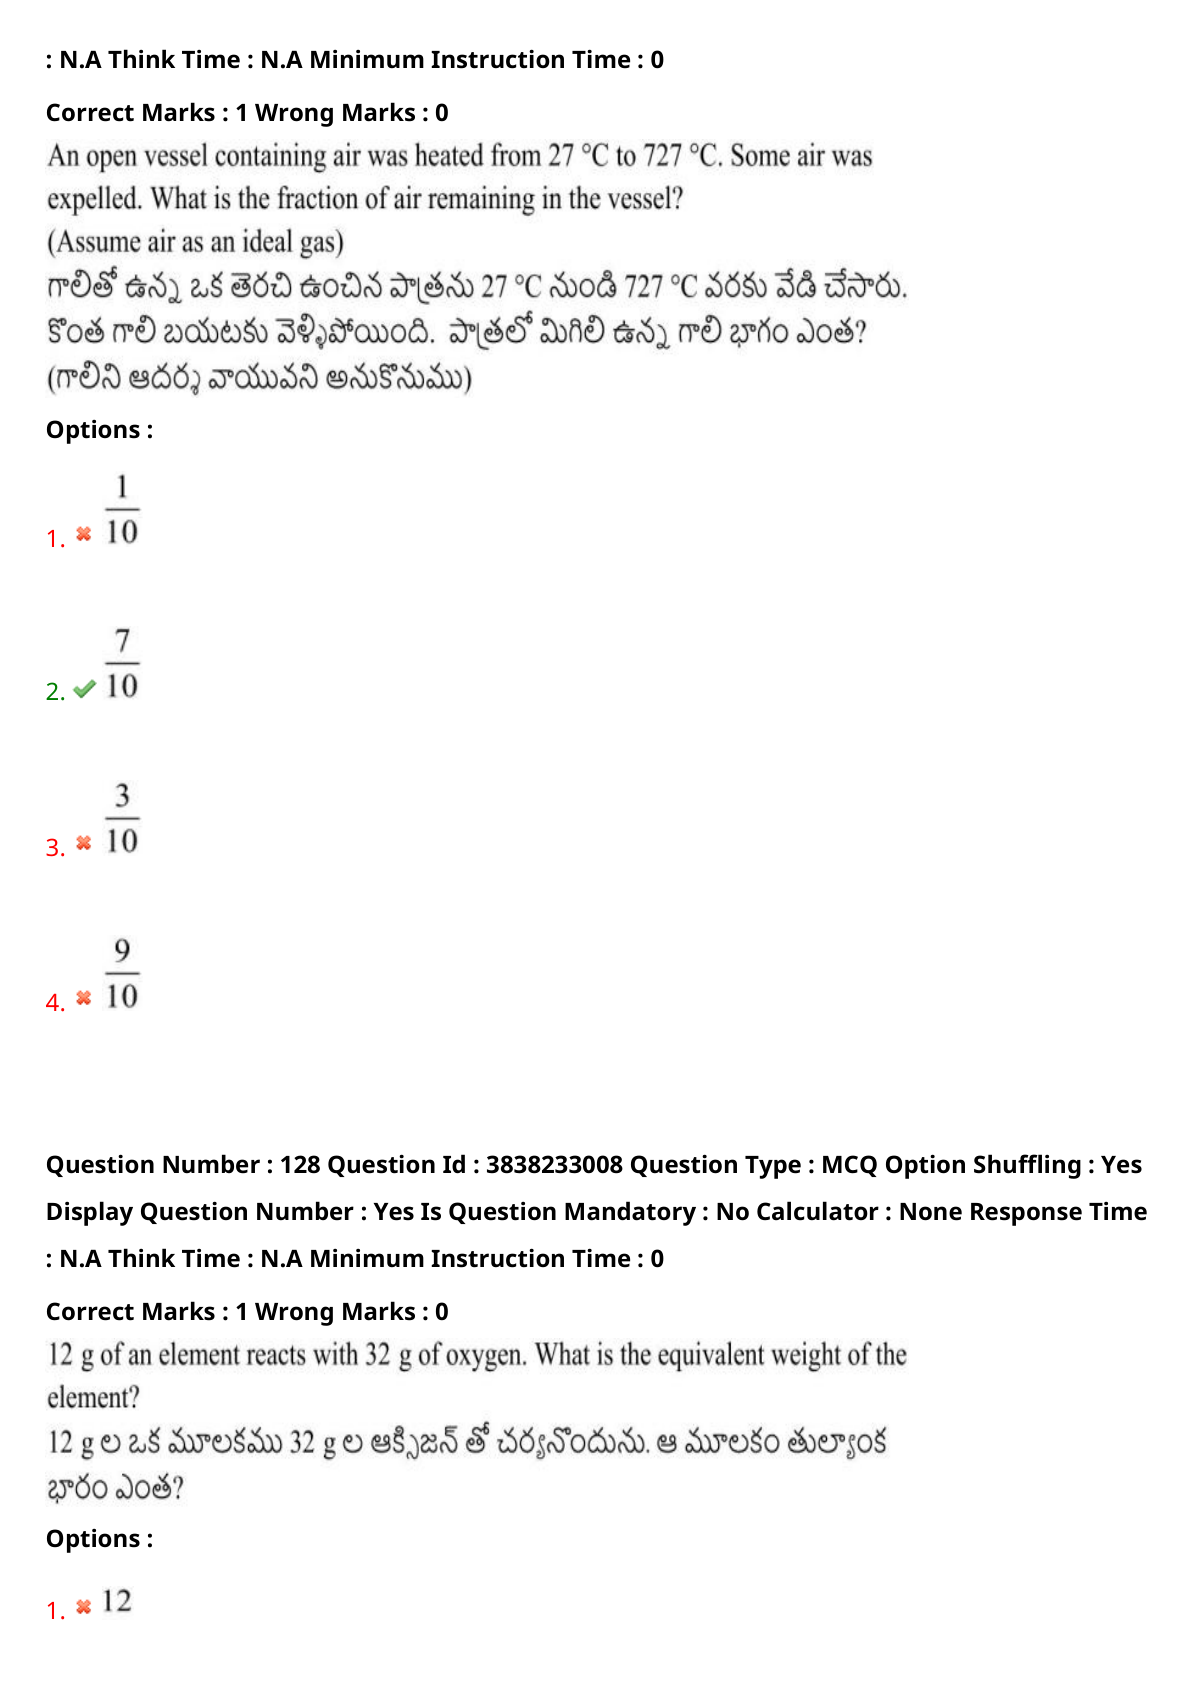 : N.A Think Time : N.A Minimum Instruction Time : 0
Correct Marks : 1 Wrong Marks : 0
An open vessel containing air was heated from 27 °C to 727 °C. Some air was
expelled. What is the fraction of air remaining in the vessel?
(Assume air as an ideal gas)
గాలితో ఉన్న ఒక తెరచి ఉంచిన పాత్రను 27 °C నుండి 727 °C వరకు వేడి చేసారు.
కొంత గాలి బయటకు వెళ్ళిపోయింది. పాత్రలో మిగిలి ఉన్న గాలి భాగం ఎంత?
(గాలిని ఆదర్శ వాయువని అనుకొనుము)
Options :
1. 1/10
2. 7/10
3. 3/10
4. 9/10
Question Number : 128 Question Id : 3838233008 Question Type : MCQ Option Shuffling : Yes
Display Question Number : Yes Is Question Mandatory : No Calculator : None Response Time
: N.A Think Time : N.A Minimum Instruction Time : 0
Correct Marks : 1 Wrong Marks : 0
12 g of an element reacts with 32 g of oxygen. What is the equivalent weight of the
element?
12 g ల ఒక మూలకము 32 g ల ఆక్సిజన్ తో చర్యనొందును. ఆ మూలకం తుల్యాంక
భారం ఎంత?
Options :
1. 12